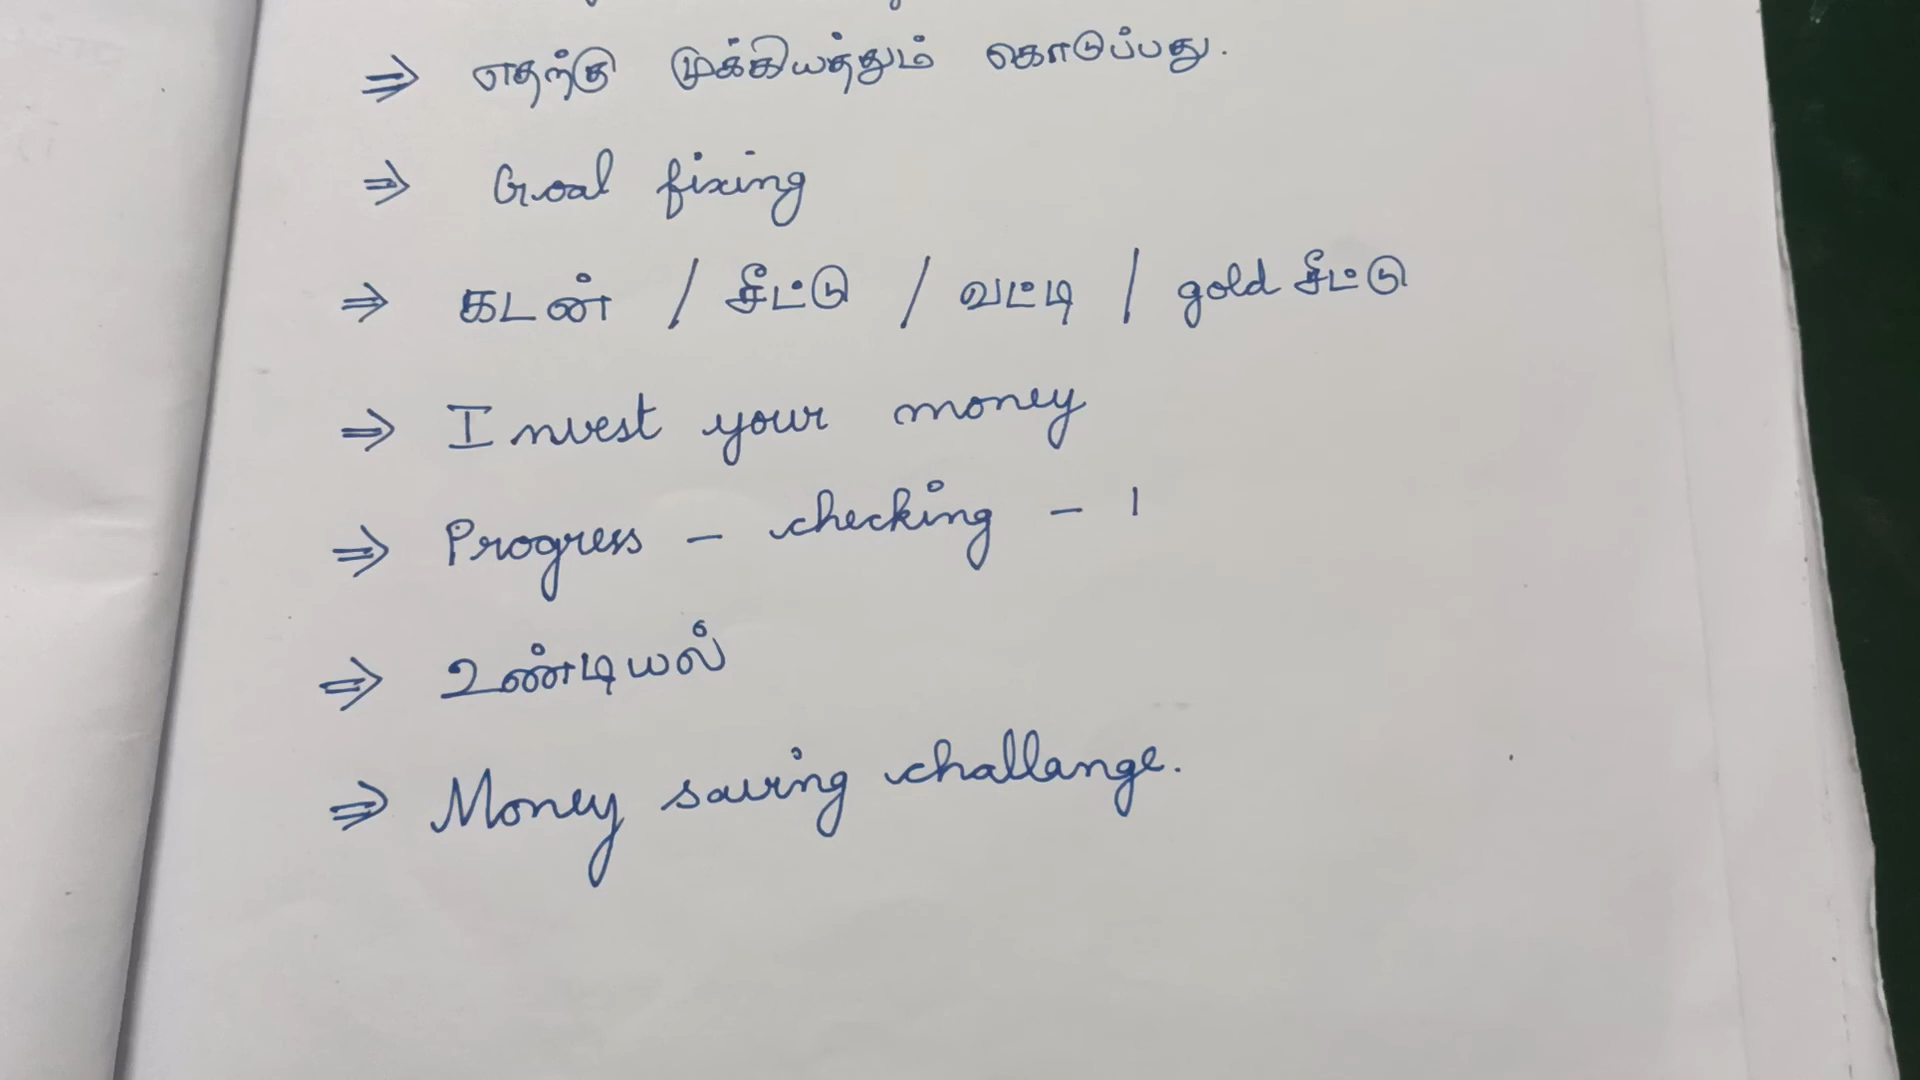 ⇒ எதற்கு முக்கியத்தும் கொடுப்பது.
⇒ Goal fixing
⇒ கடன் / சீட்டு / வட்டி / gold சீட்டு
⇒ Invest your money
⇒ Progress – checking – 1
⇒ உண்டியல்
⇒ Money saving challange.